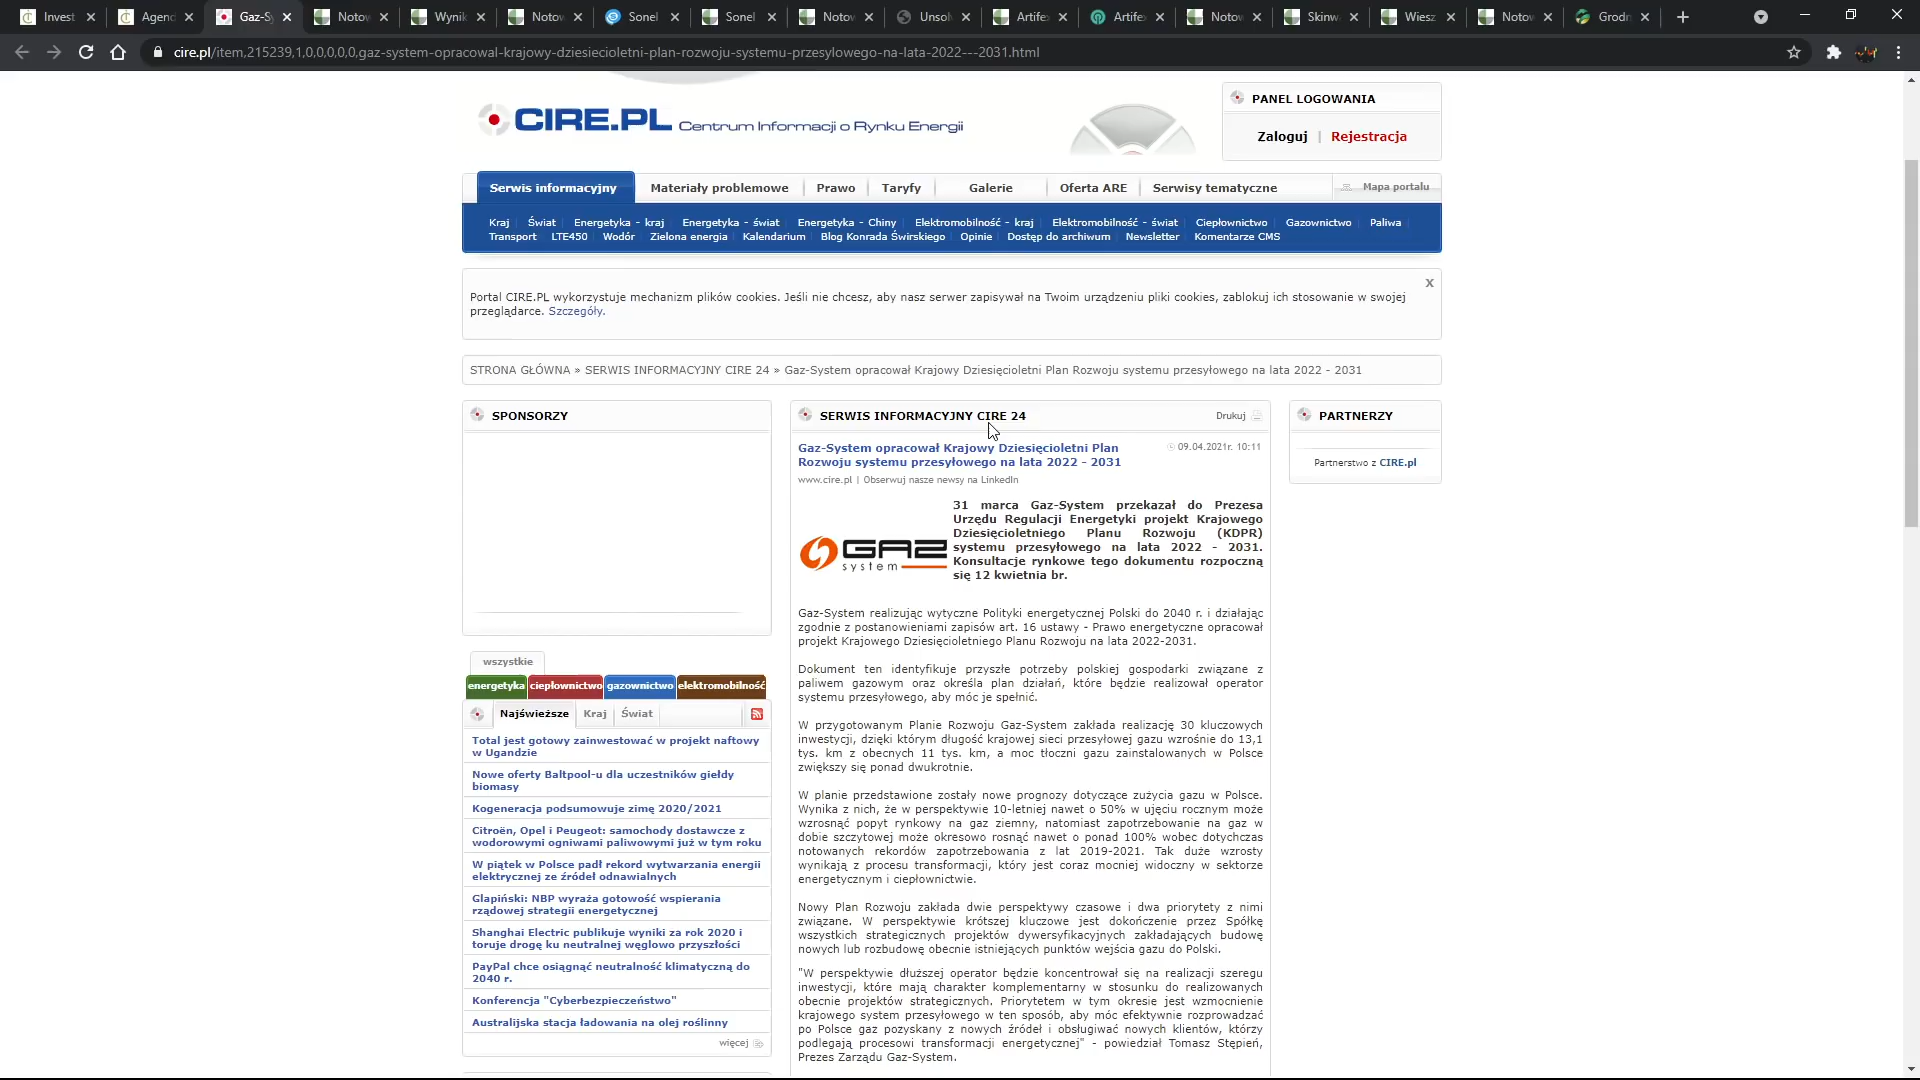 Invest
Agend
Gaz-S
Notow
Wynik
Notow
Sonel
Sonel
Notow
Unsol
Artifex
Artifex
Notow
Skinw
Wiesz
Notow
Grodn
cire.pl/item,215239,1,0,0,0,0,0,gaz-system-opracowal-krajowy-dziesiecioletni-plan-rozwoju-systemu-przesylowego-na-lata-2022---2031.html
CIRE.PL Centrum Informacji o Rynku Energii
PANEL LOGOWANIA
Zaloguj | Rejestracja
Serwis informacyjny Materiały problemowe Prawo Taryfy Galerie Oferta ARE Serwisy tematyczne Mapa portalu
Kraj Świat Energetyka - kraj Energetyka - świat Energetyka - Chiny Elektromobilność - kraj Elektromobilność - świat Ciepłownictwo Gazownictwo Paliwa
Transport LTE450 Wodór Zielona energia Kalendarium Blog Konrada Świrskiego Opinie Dostęp do archiwum Newsletter Komentarze CMS
x
Portal CIRE.PL wykorzystuje mechanizm plików cookies. Jeśli nie chcesz, aby nasz serwer zapisywał na Twoim urządzeniu pliki cookies, zablokuj ich stosowanie w swojej
przeglądarce. Szczegóły.
STRONA GŁÓWNA » SERWIS INFORMACYJNY CIRE 24 » Gaz-System opracował Krajowy Dziesięcioletni Plan Rozwoju systemu przesyłowego na lata 2022 - 2031
SPONSORZY
wszystkie
energetyka ciepłownictwo gazownictwo elektromobilność
Najświeższe Kraj Świat
Total jest gotowy zainwestować w projekt naftowy
w Ugandzie
Nowe oferty Baltpool-u dla uczestników giełdy
biomasy
Kogeneracja podsumowuje zimę 2020/2021
Citroën, Opel i Peugeot: samochody dostawcze z
wodorowymi ogniwami paliwowymi już w tym roku
W piątek w Polsce padł rekord wytwarzania energii
elektrycznej ze źródeł odnawialnych
Glapiński: NBP wyraża gotowość wspierania
rządowej strategii energetycznej
Shanghai Electric publikuje wyniki za rok 2020 i
toruje drogę ku neutralnej węglowo przyszłości
PayPal chce osiągnąć neutralność klimatyczną do
2040 r.
Konferencja "Cyberbezpieczeństwo"
Australijska stacja ładowania na olej roślinny
więcej
SERWIS INFORMACYJNY CIRE 24 Drukuj
Gaz-System opracował Krajowy Dziesięcioletni Plan
Rozwoju systemu przesyłowego na lata 2022 - 2031
09.04.2021r. 10:11
www.cire.pl | Obserwuj nasze newsy na LinkedIn
GAZ
system
31 marca Gaz-System przekazał do Prezesa
Urzędu Regulacji Energetyki projekt Krajowego
Dziesięcioletniego Planu Rozwoju (KDPR)
systemu przesyłowego na lata 2022 - 2031.
Konsultacje rynkowe tego dokumentu rozpoczną
się 12 kwietnia br.
Gaz-System realizując wytyczne Polityki energetycznej Polski do 2040 r. i działając
zgodnie z postanowieniami zapisów art. 16 ustawy - Prawo energetyczne opracował
projekt Krajowego Dziesięcioletniego Planu Rozwoju na lata 2022-2031.
Dokument ten identyfikuje przyszłe potrzeby polskiej gospodarki związane z
paliwem gazowym oraz określa plan działań, które będzie realizował operator
systemu przesyłowego, aby móc je spełnić.
W przygotowanym Planie Rozwoju Gaz-System zakłada realizację 30 kluczowych
inwestycji, dzięki którym długość krajowej sieci przesyłowej gazu wzrośnie do 13,1
tys. km z obecnych 11 tys. km, a moc tłoczni gazu zainstalowanych w Polsce
zwiększy się ponad dwukrotnie.
W planie przedstawione zostały nowe prognozy dotyczące zużycia gazu w Polsce.
Wynika z nich, że w perspektywie 10-letniej nawet o 50% w ujęciu rocznym może
wzrosnąć popyt rynkowy na gaz ziemny, natomiast zapotrzebowanie na gaz w
dobie szczytowej może okresowo rosnąć nawet o ponad 100% wobec dotychczas
notowanych rekordów zapotrzebowania z lat 2019-2021. Tak duże wzrosty
wynikają z procesu transformacji, który jest coraz mocniej widoczny w sektorze
energetycznym i ciepłownictwie.
Nowy Plan Rozwoju zakłada dwie perspektywy czasowe i dwa priorytety z nimi
związane. W perspektywie krótszej kluczowe jest dokończenie przez Spółkę
wszystkich strategicznych projektów dywersyfikacyjnych zakładających budowę
nowych lub rozbudowę obecnie istniejących punktów wejścia gazu do Polski.
"W perspektywie dłuższej operator będzie koncentrował się na realizacji szeregu
inwestycji, które mają charakter komplementarny w stosunku do realizowanych
obecnie projektów strategicznych. Priorytetem w tym okresie jest wzmocnienie
krajowego system przesyłowego w ten sposób, aby móc efektywnie rozprowadzać
po Polsce gaz pozyskany z nowych źródeł i obsługiwać nowych klientów, którzy
podlegają procesowi transformacji energetycznej" - powiedział Tomasz Stępień,
Prezes Zarządu Gaz-System.
PARTNERZY
Partnerstwo z CIRE.pl